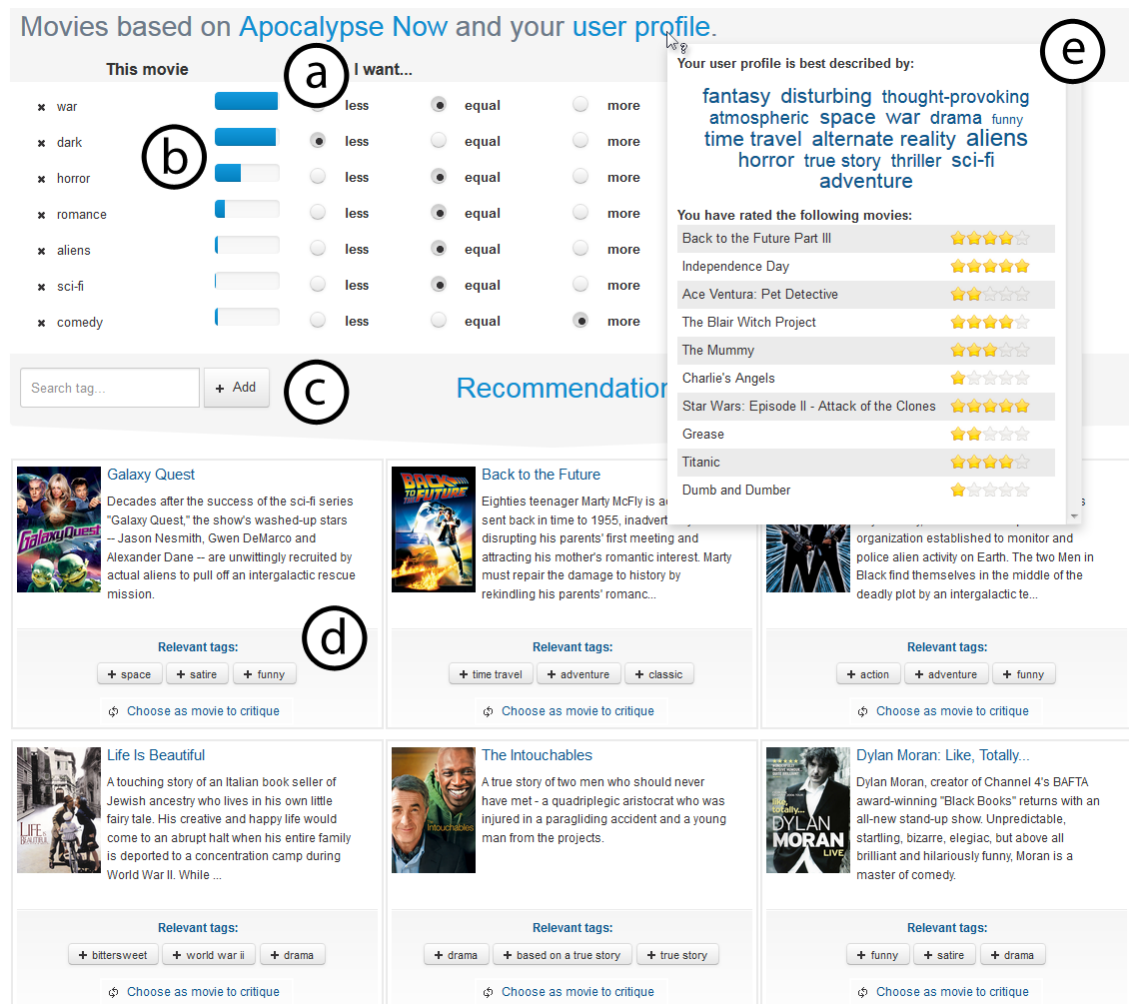 Movies based on Apocalypse Now and your user profile.
This movie
I want...
a
war
less
equal
more
dark
less
equal
more
b
horror
less
equal
more
romance
less
equal
more
aliens
less
equal
more
sci-fi
less
equal
more
comedy
less
equal
more
e
Your user profile is best described by:
fantasy disturbing thought-provoking
atmospheric space war drama funny
time travel alternate reality aliens
horror true story thriller sci-fi
adventure
You have rated the following movies:
Back to the Future Part III
Independence Day
Ace Ventura: Pet Detective
The Blair Witch Project
The Mummy
Charlie's Angels
Star Wars: Episode II - Attack of the Clones
Grease
Titanic
Dumb and Dumber
Search tag...
+ Add
c
Recommendation
Galaxy Quest
Decades after the success of the sci-fi series
"Galaxy Quest," the show's washed-up stars
-- Jason Nesmith, Gwen DeMarco and
Alexander Dane -- are unwittingly recruited by
actual aliens to pull off an intergalactic rescue
mission.
GalaxyQuest
d
Relevant tags:
+ space + satire + funny
Choose as movie to critique
Back to the Future
Eighties teenager Marty McFly is
sent back in time to 1955,
disrupting his parents' first meeting and
attracting his mother's romantic interest. Marty
must repair the damage to history by
rekindling his parents' romanc...
BACK
TO THE FUTURE
Relevant tags:
+ time travel + adventure + classic
Choose as movie to critique
organization established to monitor and
police alien activity on Earth. The two Men in
Black find themselves in the middle of the
deadly plot by an intergalactic te...
Relevant tags:
+ action + adventure + funny
Choose as movie to critique
Life Is Beautiful
A touching story of an Italian book seller of
Jewish ancestry who lives in his own little
fairy tale. His creative and happy life would
come to an abrupt halt when his entire family
is deported to a concentration camp during
World War II. While ...
LIFE IS
BEAUTIFUL
Relevant tags:
+ bittersweet + world war ii + drama
Choose as movie to critique
The Intouchables
A true story of two men who should never
have met - a quadriplegic aristocrat who was
injured in a paragliding accident and a young
man from the projects.
Intouchables
Relevant tags:
+ drama + based on a true story + true story
Choose as movie to critique
Dylan Moran: Like, Totally...
Dylan Moran, creator of Channel 4's BAFTA
award-winning "Black Books" returns with an
all-new stand-up show. Unpredictable,
startling, bizarre, elegiac, but above all
brilliant and hilariously funny, Moran is a
master of comedy.
like,
totally...
DYLAN
MORAN
LIVE
Relevant tags:
+ funny + satire + drama
Choose as movie to critique